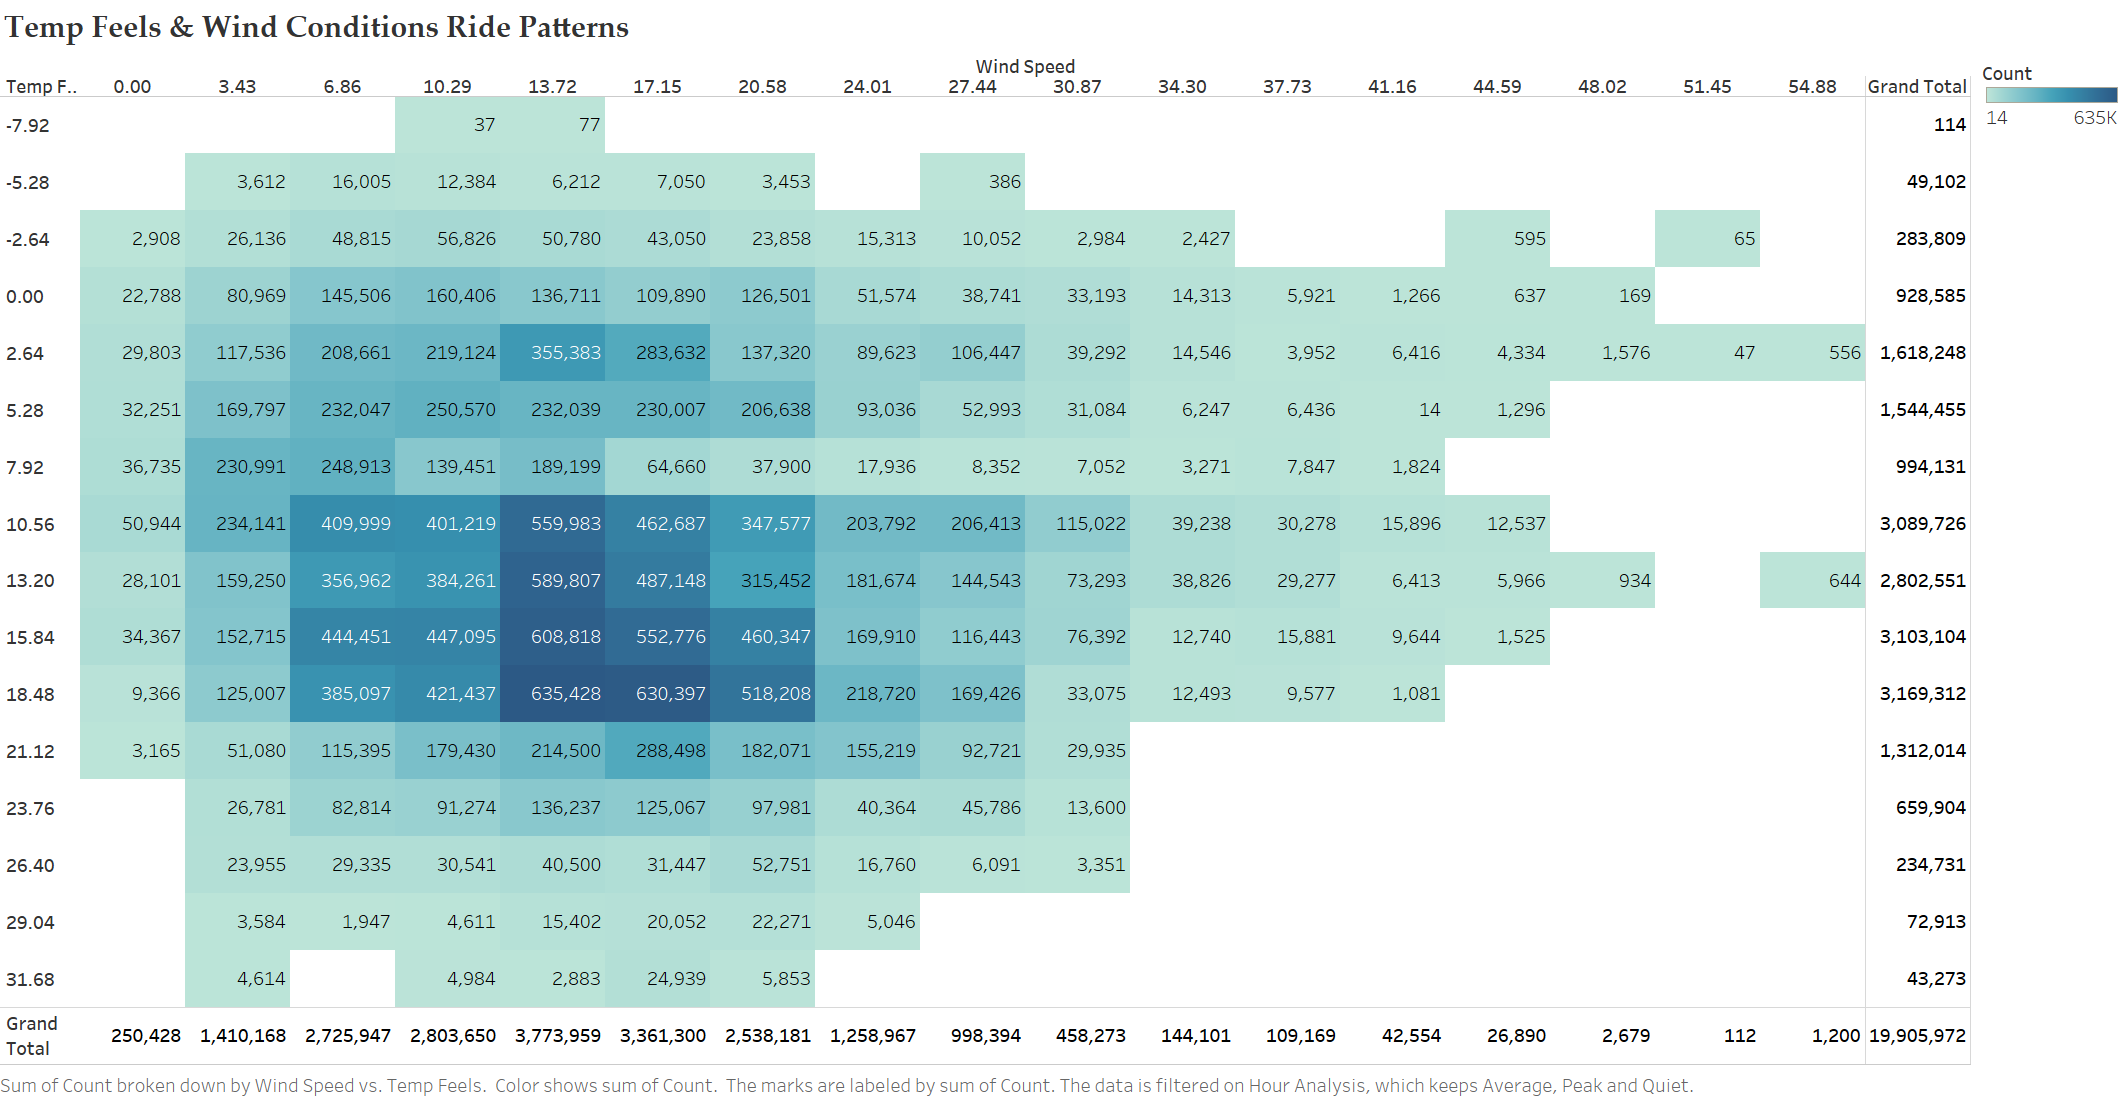 Temp Feels & Wind Conditions Ride Patterns
Wind Speed
Temp F.. 0.00 3.43 6.86 10.29 13.72 17.15 20.58 24.01 27.44 30.87 34.30 37.73 41.16 44.59 48.02 51.45 54.88 Grand Total
-7.92 37 77 114
-5.28 3,612 16,005 12,384 6,212 7,050 3,453 386 49,102
-2.64 2,908 26,136 48,815 56,826 50,780 43,050 23,858 15,313 10,052 2,984 2,427 595 65 283,809
0.00 22,788 80,969 145,506 160,406 136,711 109,890 126,501 51,574 38,741 33,193 14,313 5,921 1,266 637 169 928,585
2.64 29,803 117,536 208,661 219,124 355,383 283,632 137,320 89,623 106,447 39,292 14,546 3,952 6,416 4,334 1,576 47 556 1,618,248
5.28 32,251 169,797 232,047 250,570 232,039 230,007 206,638 93,036 52,993 31,084 6,247 6,436 14 1,296 1,544,455
7.92 36,735 230,991 248,913 139,451 189,199 64,660 37,900 17,936 8,352 7,052 3,271 7,847 1,824 994,131
10.56 50,944 234,141 409,999 401,219 559,983 462,687 347,577 203,792 206,413 115,022 39,238 30,278 15,896 12,537 3,089,726
13.20 28,101 159,250 356,962 384,261 589,807 487,148 315,452 181,674 144,543 73,293 38,826 29,277 6,413 5,966 934 644 2,802,551
15.84 34,367 152,715 444,451 447,095 608,818 552,776 460,347 169,910 116,443 76,392 12,740 15,881 9,644 1,525 3,103,104
18.48 9,366 125,007 385,097 421,437 635,428 630,397 518,208 218,720 169,426 33,075 12,493 9,577 1,081 3,169,312
21.12 3,165 51,080 115,395 179,430 214,500 288,498 182,071 155,219 92,721 29,935 1,312,014
23.76 26,781 82,814 91,274 136,237 125,067 97,981 40,364 45,786 13,600 659,904
26.40 23,955 29,335 30,541 40,500 31,447 52,751 16,760 6,091 3,351 234,731
29.04 3,584 1,947 4,611 15,402 20,052 22,271 5,046 72,913
31.68 4,614 4,984 2,883 24,939 5,853 43,273
Grand
Total 250,428 1,410,168 2,725,947 2,803,650 3,773,959 3,361,300 2,538,181 1,258,967 998,394 458,273 144,101 109,169 42,554 26,890 2,679 112 1,200 19,905,972
Sum of Count broken down by Wind Speed vs. Temp Feels. Color shows sum of Count. The marks are labeled by sum of Count. The data is filtered on Hour Analysis, which keeps Average, Peak and Quiet.
Count
14 635K